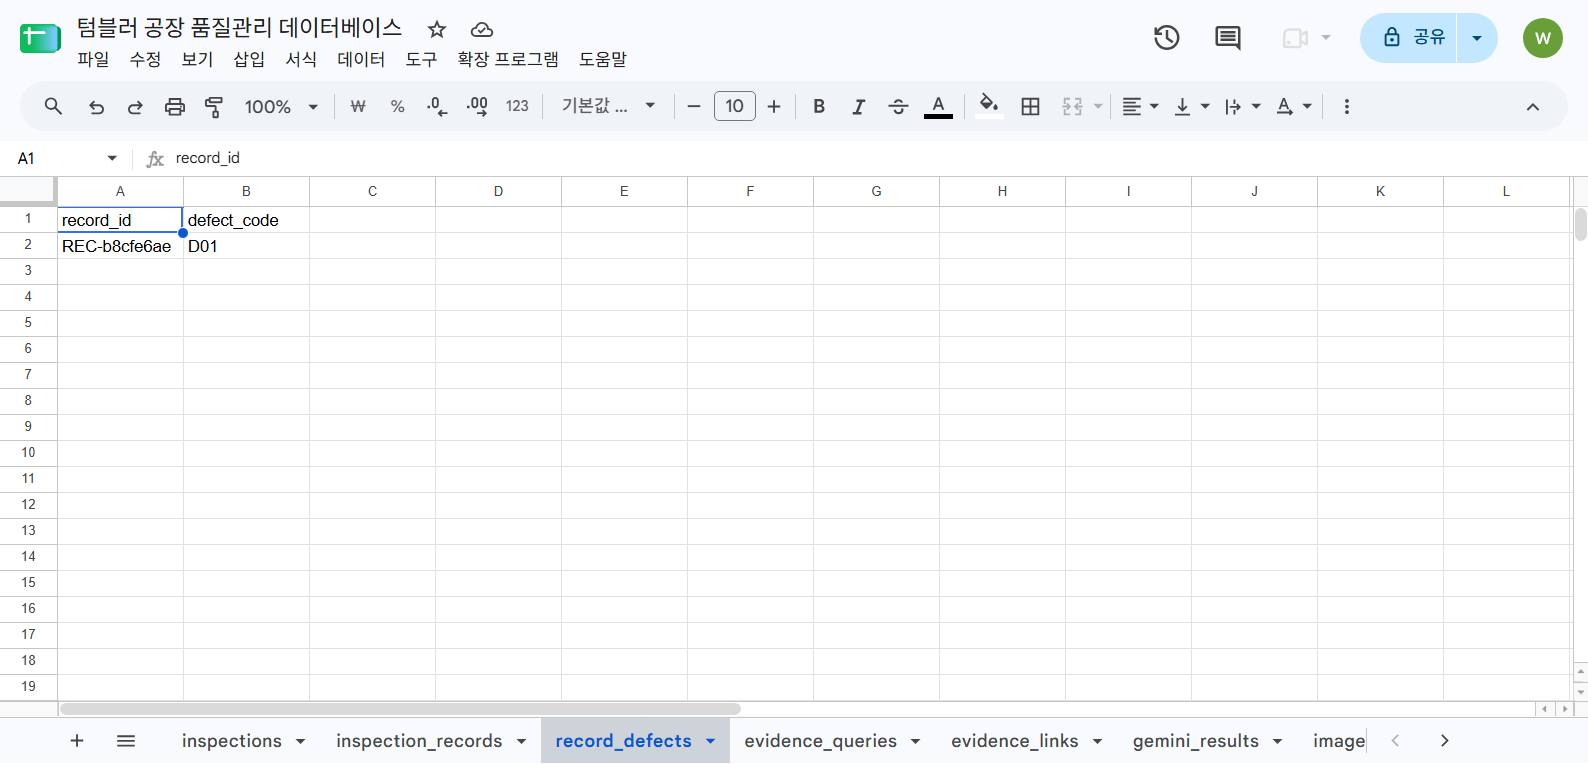 텀블러 공장 품질관리 데이터베이스
파일 수정 보기 삽입 서식 데이터 도구 확장 프로그램 도움말
공유
W
100% ₩ % .0 .00 123 기본값 ... 10 B I S A A
A1 fx record_id
A B C D E F G H I J K L
1 record_id defect_code
2 REC-b8cfe6ae D01
3
4
5
6
7
8
9
10
11
12
13
14
15
16
17
18
19
inspections inspection_records record_defects evidence_queries evidence_links gemini_results image